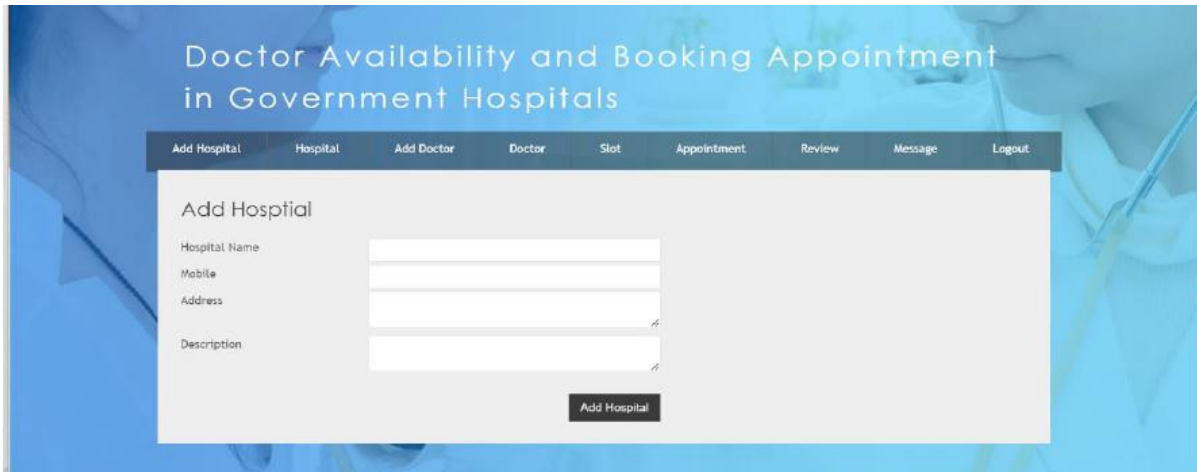 Doctor Availability and Booking Appointment
in Government Hospitals
Add Hospital Hospital Add Doctor Doctor Slot Appointment Review Message Logout
Add Hosptial
Hospital Name
Mobile
Address
Description
Add Hospital